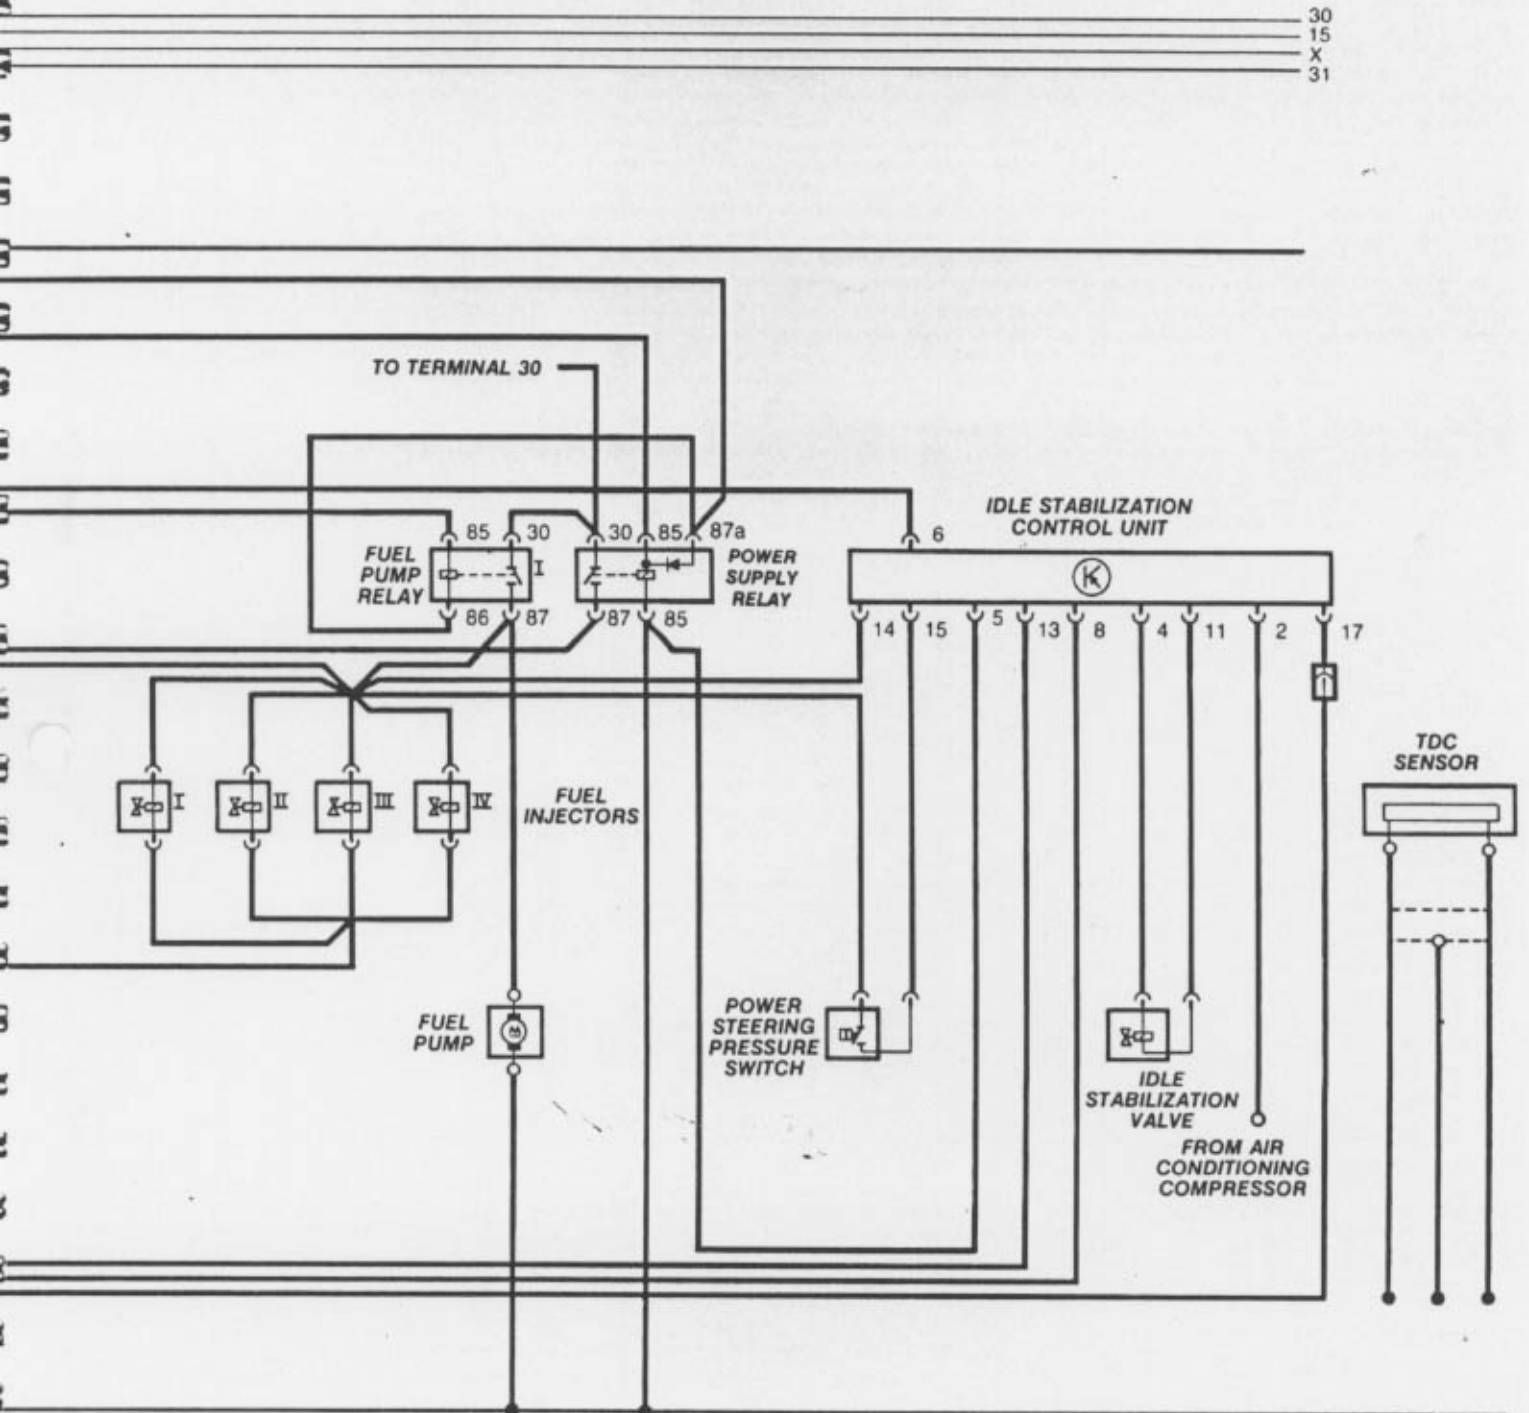 30
15
X
31
TO TERMINAL 30
IDLE STABILIZATION
CONTROL UNIT
85 30 30 85 87a 6
FUEL
PUMP
RELAY
I
POWER
SUPPLY
RELAY
86 87 87 85 14 15 5 13 8 4 11 2 17
TDC
SENSOR
I II III IV
FUEL
INJECTORS
FUEL
PUMP
POWER
STEERING
PRESSURE
SWITCH
IDLE
STABILIZATION
VALVE
FROM AIR
CONDITIONING
COMPRESSOR